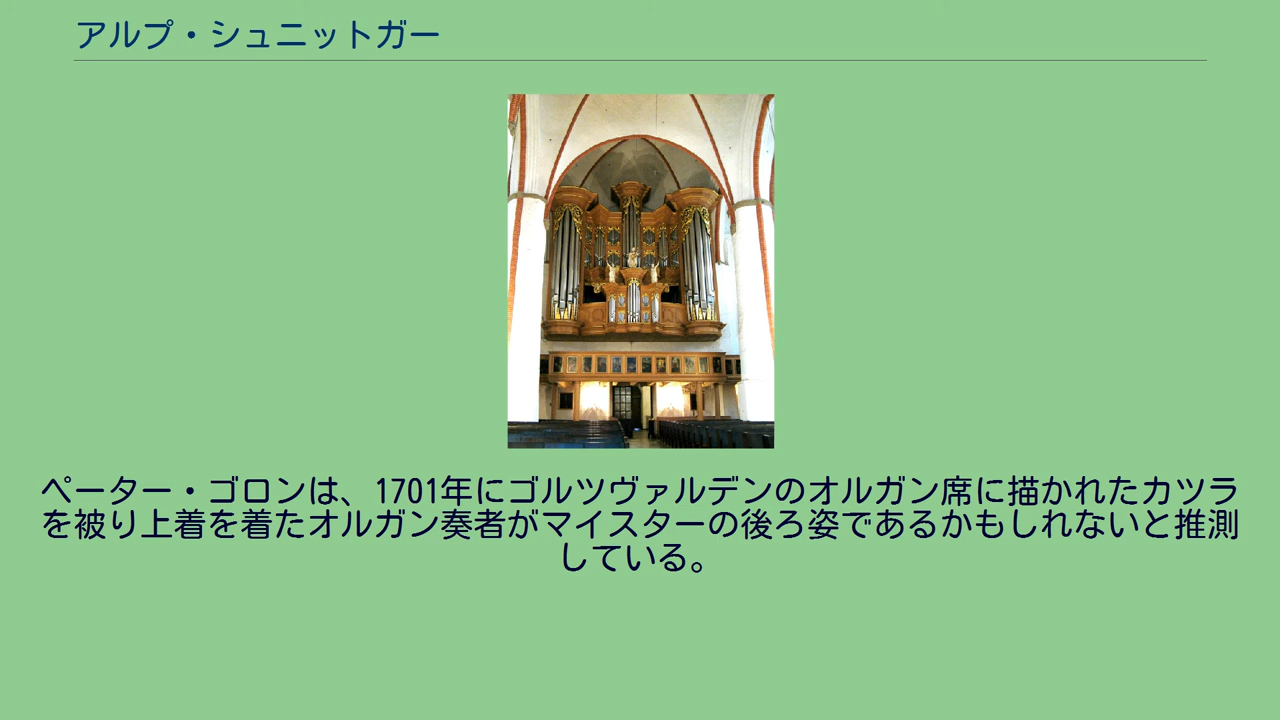 アルプ・シュニットガー
ペーター・ゴロンは、1701年にゴルツヴァルデンのオルガン席に描かれたカツラ
を被り上着を着たオルガン奏者がマイスターの後ろ姿であるかもしれないと推測
している。